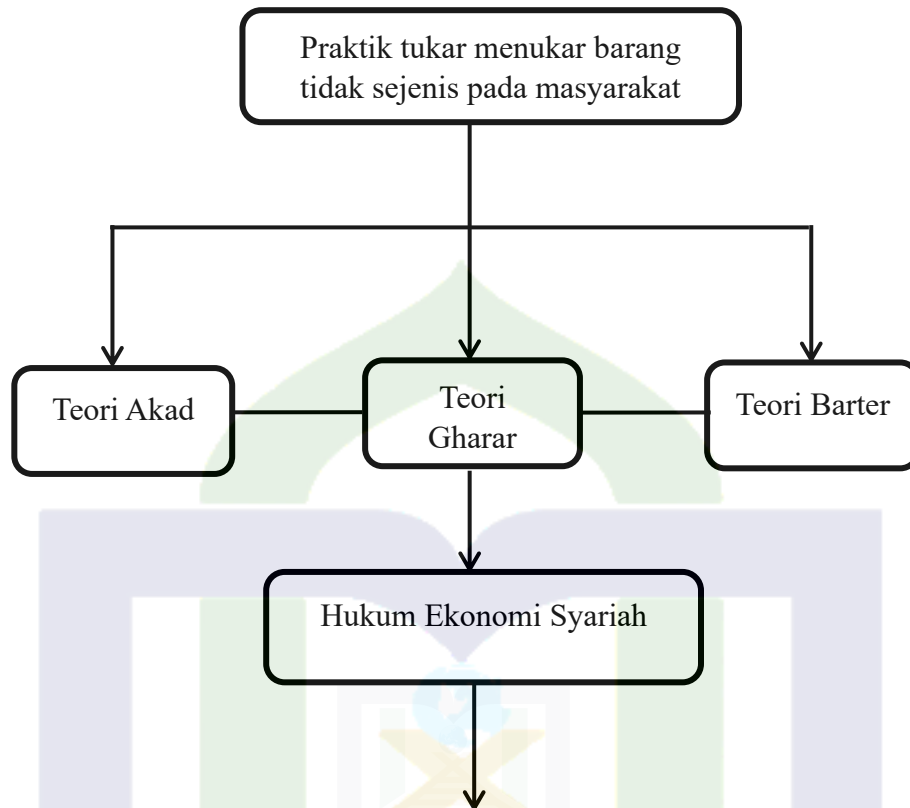 Praktik tukar menukar barang
tidak sejenis pada masyarakat
Teori Akad
Teori
Gharar
Teori Barter
Hukum Ekonomi Syariah